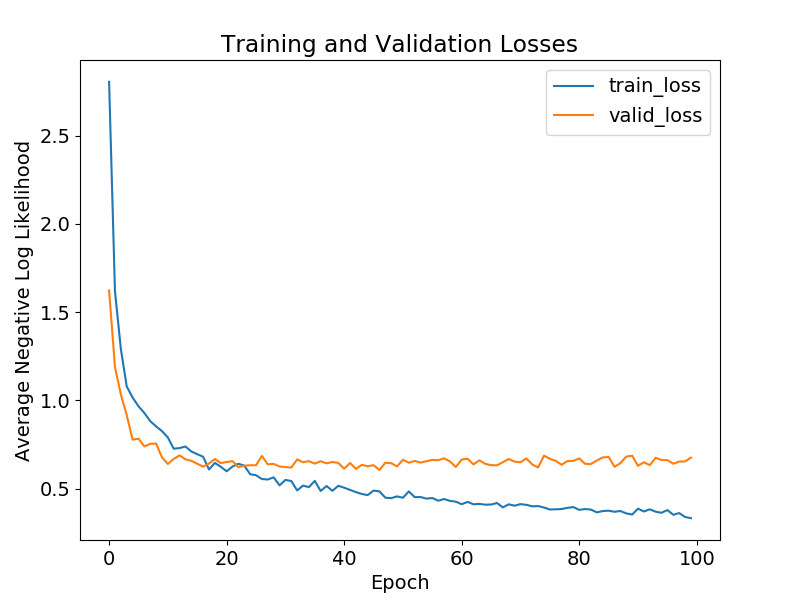 Training and Validation Losses
train_loss
valid_loss
Average Negative Log Likelihood
2.5
2.0
1.5
1.0
0.5
0 20 40 60 80 100
Epoch